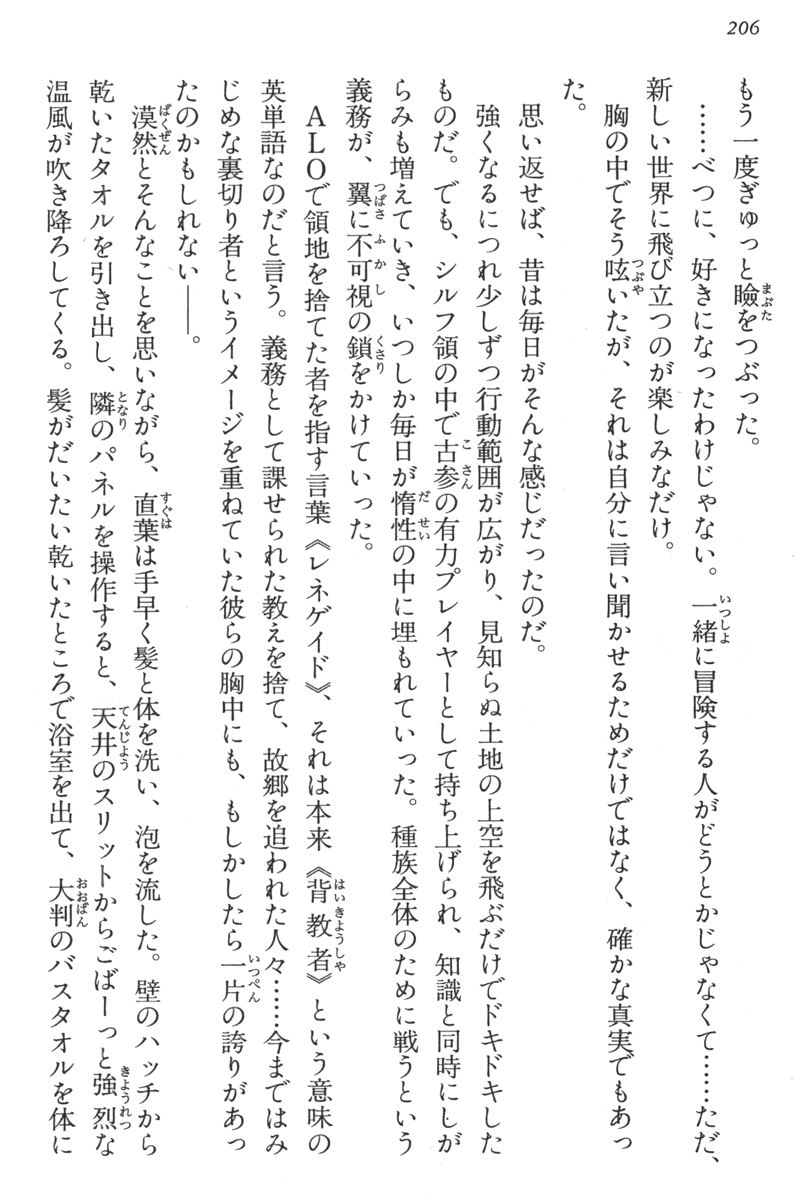 206
もう一度ぎゅっと瞼をつぶった。
……べつに、好きになったわけじゃない。一緒に冒険する人がどうとかじゃなくて……ただ、
新しい世界に飛び立つのが楽しみなだけ。
胸の中でそう呟いたが、それは自分に言い聞かせるためだけではなく、確かな真実でもあっ
た。
思い返せば、昔は毎日がそんな感じだったのだ。
強くなるにつれ少しずつ行動範囲が広がり、見知らぬ土地の上空を飛ぶだけでドキドキした
ものだ。でも、シルフ領の中で古参の有力プレイヤーとして持ち上げられ、知識と同時にしが
らみも増えていき、いつしか毎日が惰性の中に埋もれていった。種族全体のために戦うという
義務が、翼に不可視の鎖をかけていった。
ALOで領地を捨てた者を指す言葉《レネゲイド》、それは本来《背教者》という意味の
英単語なのだと言う。義務として課せられた教えを捨て、故郷を追われた人々……今まではみ
じめな裏切り者というイメージを重ねていた彼らの胸中にも、もしかしたら一片の誇りがあっ
たのかもしれない――。
漠然とそんなことを思いながら、直葉は手早く髪と体を洗い、泡を流した。壁のハッチから
乾いたタオルを引き出し、隣のパネルを操作すると、天井のスリットからごばーっと強烈な
温風が吹き降ろしてくる。髪がだいたい乾いたところで浴室を出て、大判のバスタオルを体に